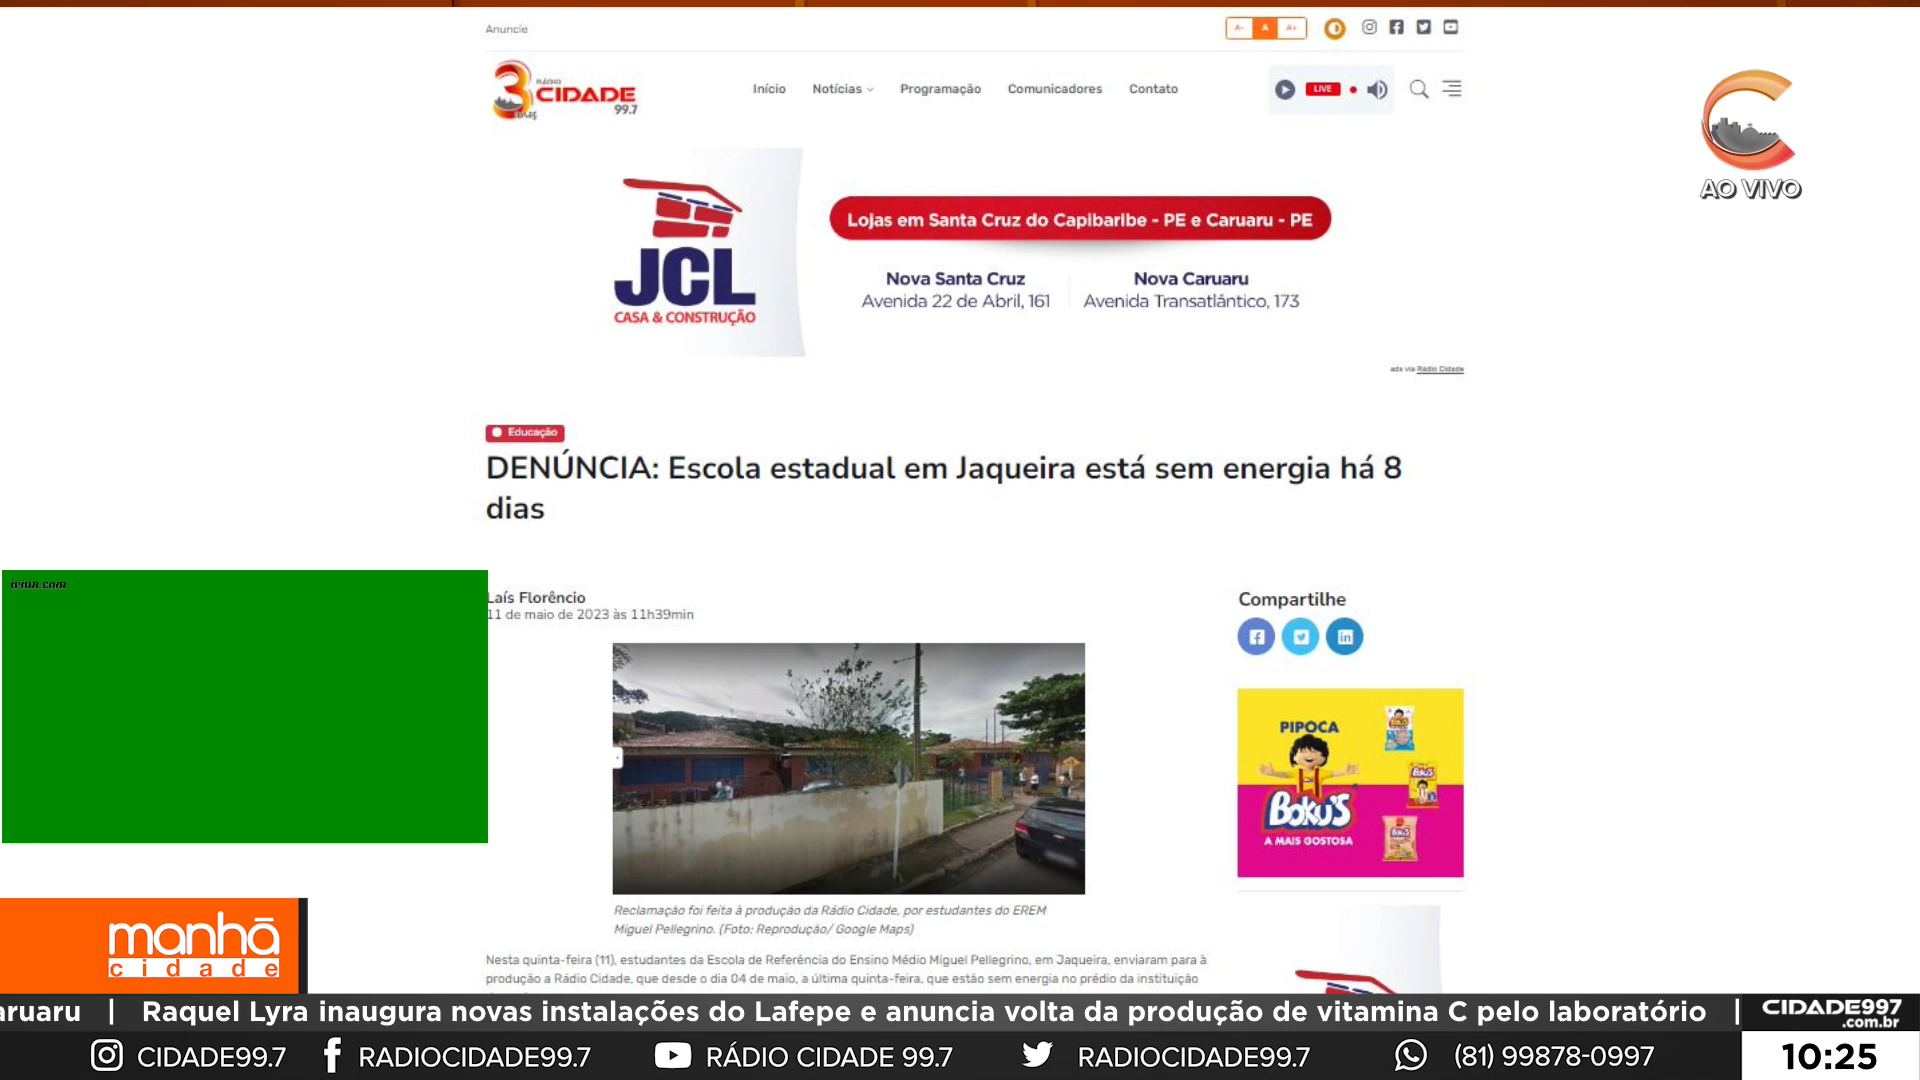 Anuncie
A- A A+
3 RÁDIO
CIDADE
99.7
Início Notícias Programação Comunicadores Contato
LIVE
AO VIVO
JCL
CASA & CONSTRUÇÃO
Lojas em Santa Cruz do Capibaribe - PE e Caruaru - PE
Nova Santa Cruz
Avenida 22 de Abril, 161
Nova Caruaru
Avenida Transatlântico, 173
ads via Rádio Cidade
Educação
DENÚNCIA: Escola estadual em Jaqueira está sem energia há 8
dias
Laís Florêncio
11 de maio de 2023 às 11h39min
Compartilhe
PIPOCA
BOKU'S
A MAIS GOSTOSA
Reclamação foi feita à produção da Rádio Cidade, por estudantes do EREM
Miguel Pellegrino. (Foto: Reprodução/ Google Maps)
Nesta quinta-feira (11), estudantes da Escola de Referência do Ensino Médio Miguel Pellegrino, em Jaqueira, enviaram para à
produção a Rádio Cidade, que desde o dia 04 de maio, a última quinta-feira, que estão sem energia no prédio da instituição
manhã
cidade
aruaru | Raquel Lyra inaugura novas instalações do Lafepe e anuncia volta da produção de vitamina C pelo laboratório |
CIDADE997
.com.br
CIDADE99.7 RADIOCIDADE99.7 RÁDIO CIDADE 99.7 RADIOCIDADE99.7 (81) 99878-0997
10:25